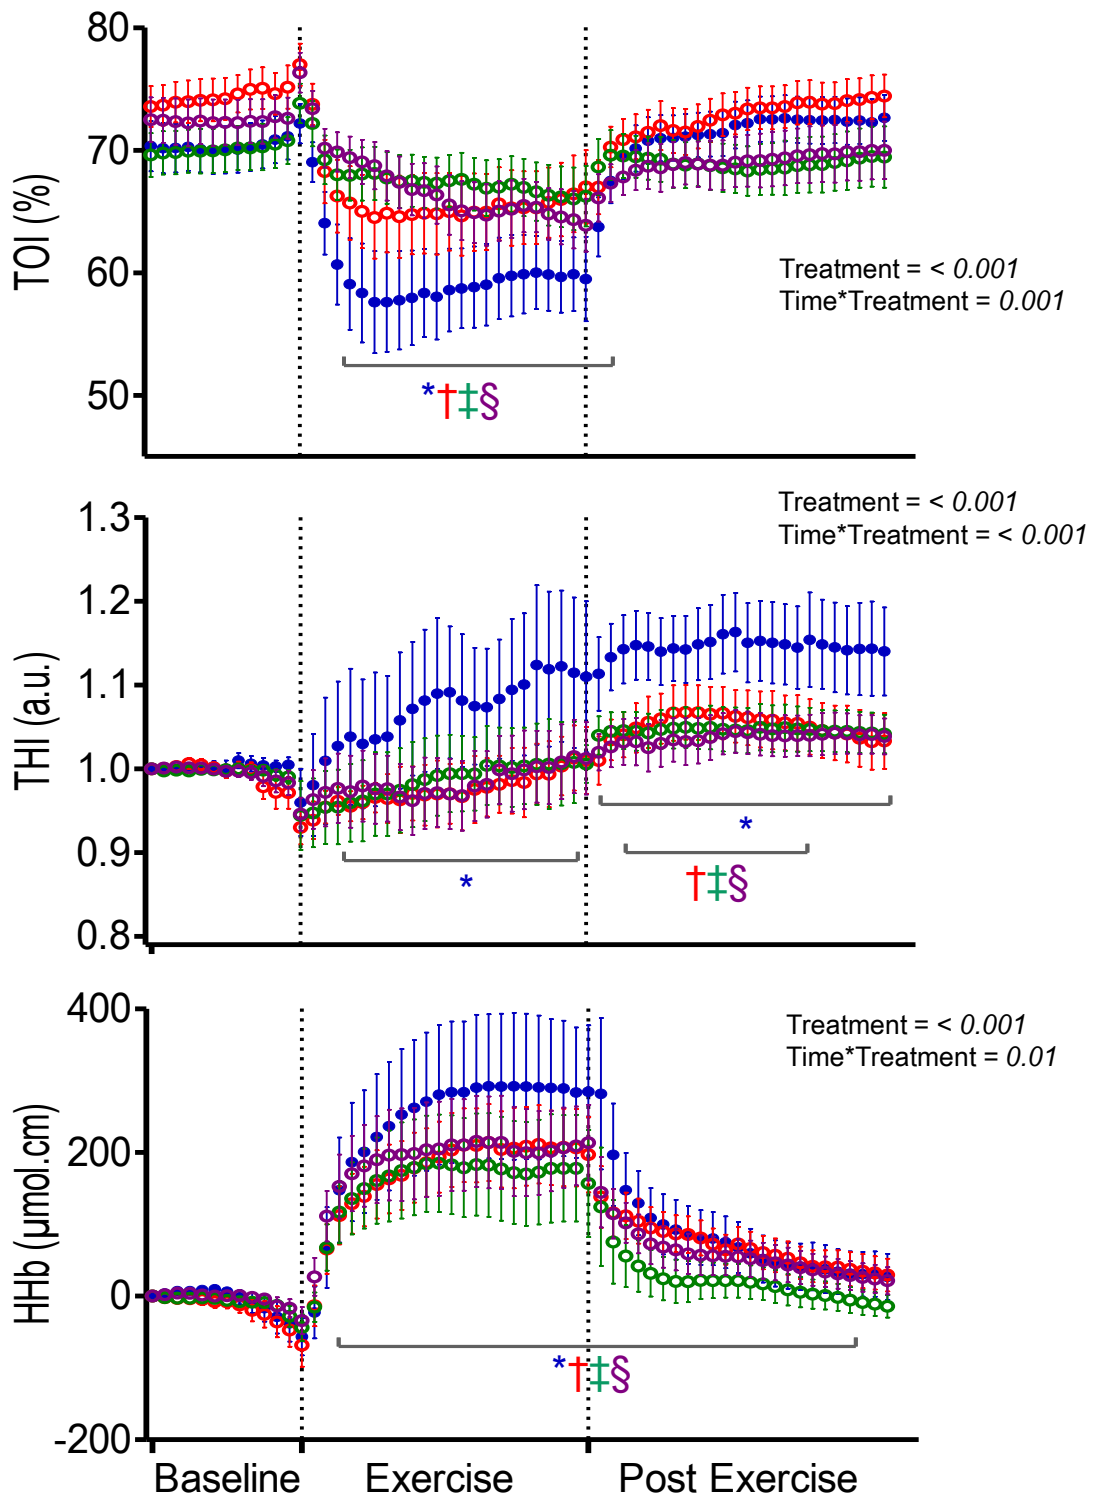 80
70
60
50
TOI (%)
Treatment = < 0.001
Time*Treatment = 0.001
*†‡§
1.3
1.2
1.1
1.0
0.9
0.8
THI (a.u.)
Treatment = < 0.001
Time*Treatment = < 0.001
*
*
†‡§
400
200
0
-200
HHb (µmol.cm)
Treatment = < 0.001
Time*Treatment = 0.01
*†‡§
Baseline Exercise Post Exercise